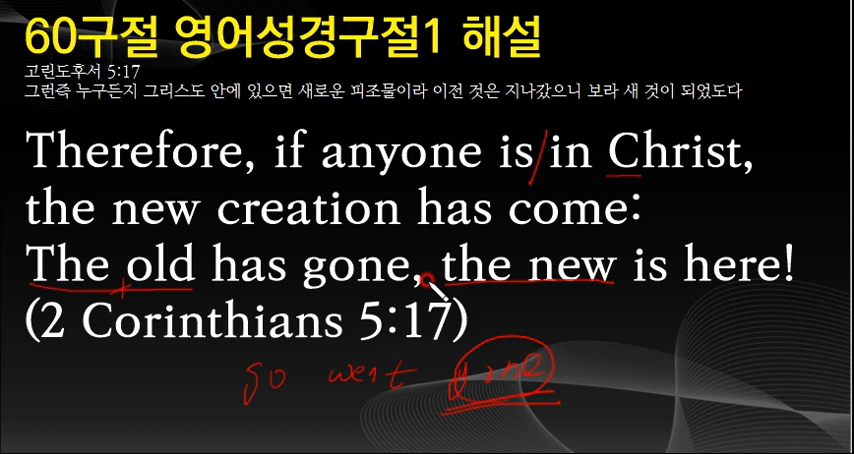 60구절 영어성경구절1 해설
고린도후서 5:17
그런즉 누구든지 그리스도 안에 있으면 새로운 피조물이라 이전 것은 지나갔으니 보라 새 것이 되었도다
Therefore, if anyone is in Christ,
the new creation has come:
The old has gone, the new is here!
(2 Corinthians 5:17)
go went gone